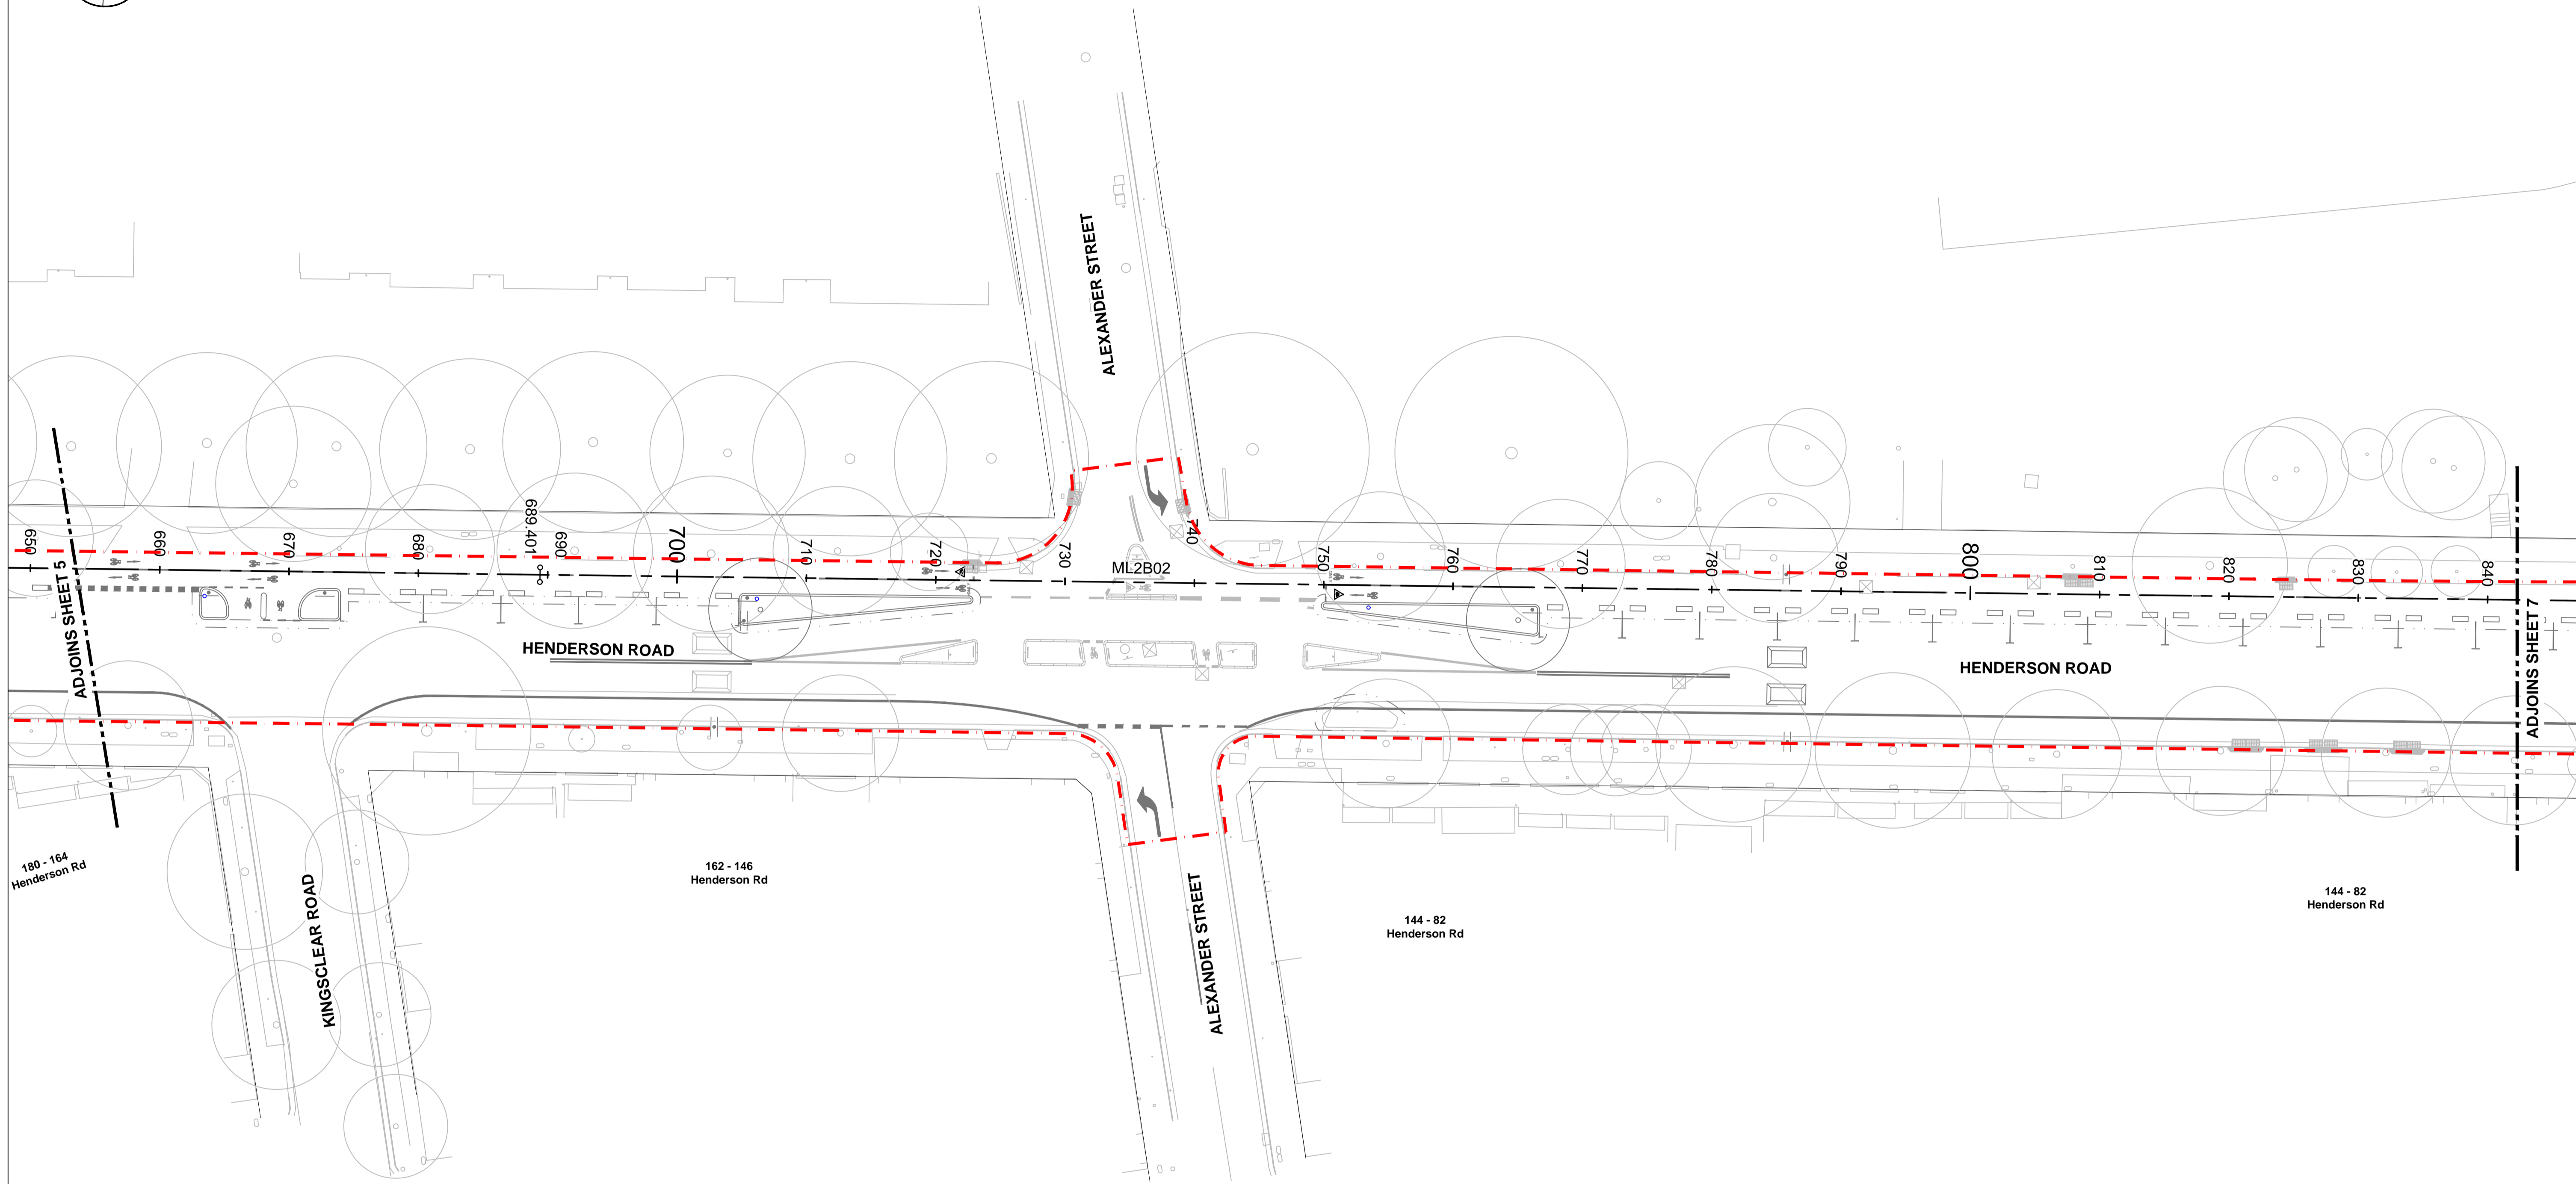 ALEXANDER STREET
ADJOINS SHEET 5
650
660
670
680
689.401
690
700
710
720
730
740
750
760
770
780
790
800
810
820
830
840
ML2B02
HENDERSON ROAD
HENDERSON ROAD
ADJOINS SHEET 7
180 - 164
Henderson Rd
KINGSCLEAR ROAD
162 - 146
Henderson Rd
ALEXANDER STREET
144 - 82
Henderson Rd
144 - 82
Henderson Rd